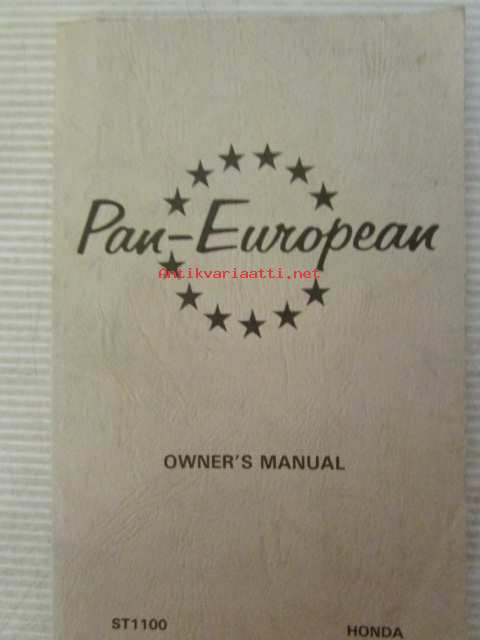 Pan-European
Antikvariaatti.net
OWNER'S MANUAL
ST1100
HONDA